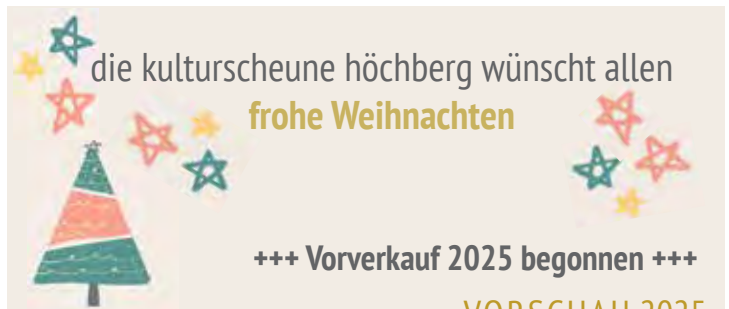 die kulturscheune höchberg wünscht allen
frohe Weihnachten
+++ Vorverkauf 2025 begonnen +++
VORSCHAU 2025